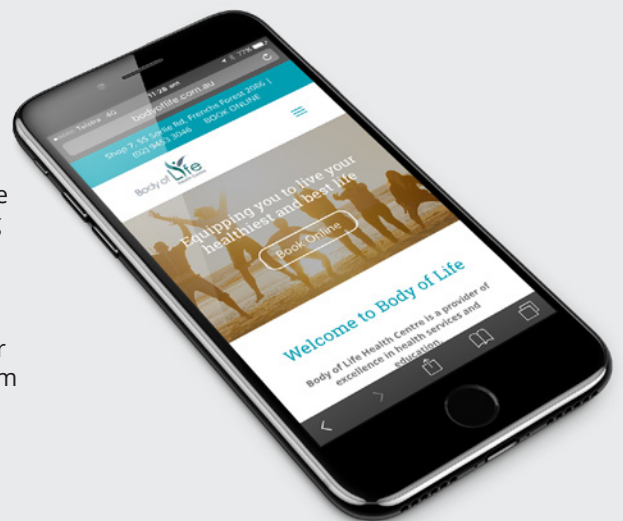 Telstra 4G
11:28 am
77%
bodyoflife.com.au
Shop 7, 55 Sorlie Rd, Frenchs Forest 2086 |
(02) 9453 3046 BOOK ONLINE
Body of Life
Equipping you to live your
healthiest and best life
Book Online
Welcome to Body of Life
Body of Life Health Centre is a provider of
excellence in health services and
education.